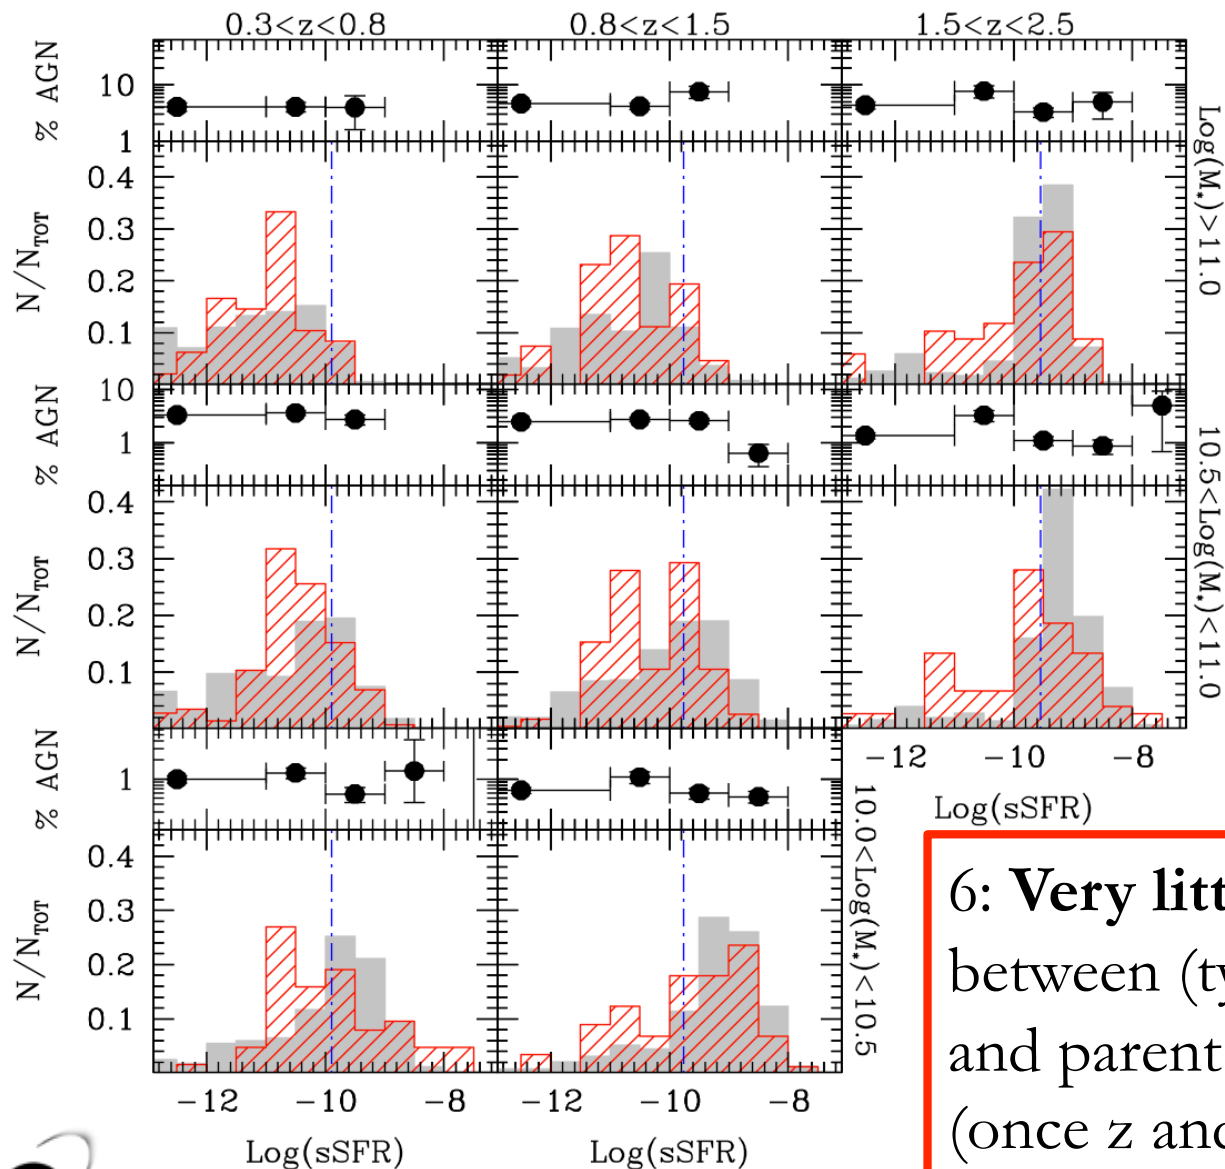 0.3<z<0.8
0.8<z<1.5
1.5<z<2.5
% AGN
10
1
Log(M*)>11.0
N/N_TOT
0.4
0.3
0.2
0.1
% AGN
10
1
10.5<Log(M*)<11.0
N/N_TOT
0.4
0.3
0.2
0.1
-12 -10 -8
Log(sSFR)
% AGN
1
10.0<Log(M*)<10.5
N/N_TOT
0.4
0.3
0.2
0.1
-12 -10 -8
-12 -10 -8
Log(sSFR)
Log(sSFR)
6: Very
between
and parent
(once z and